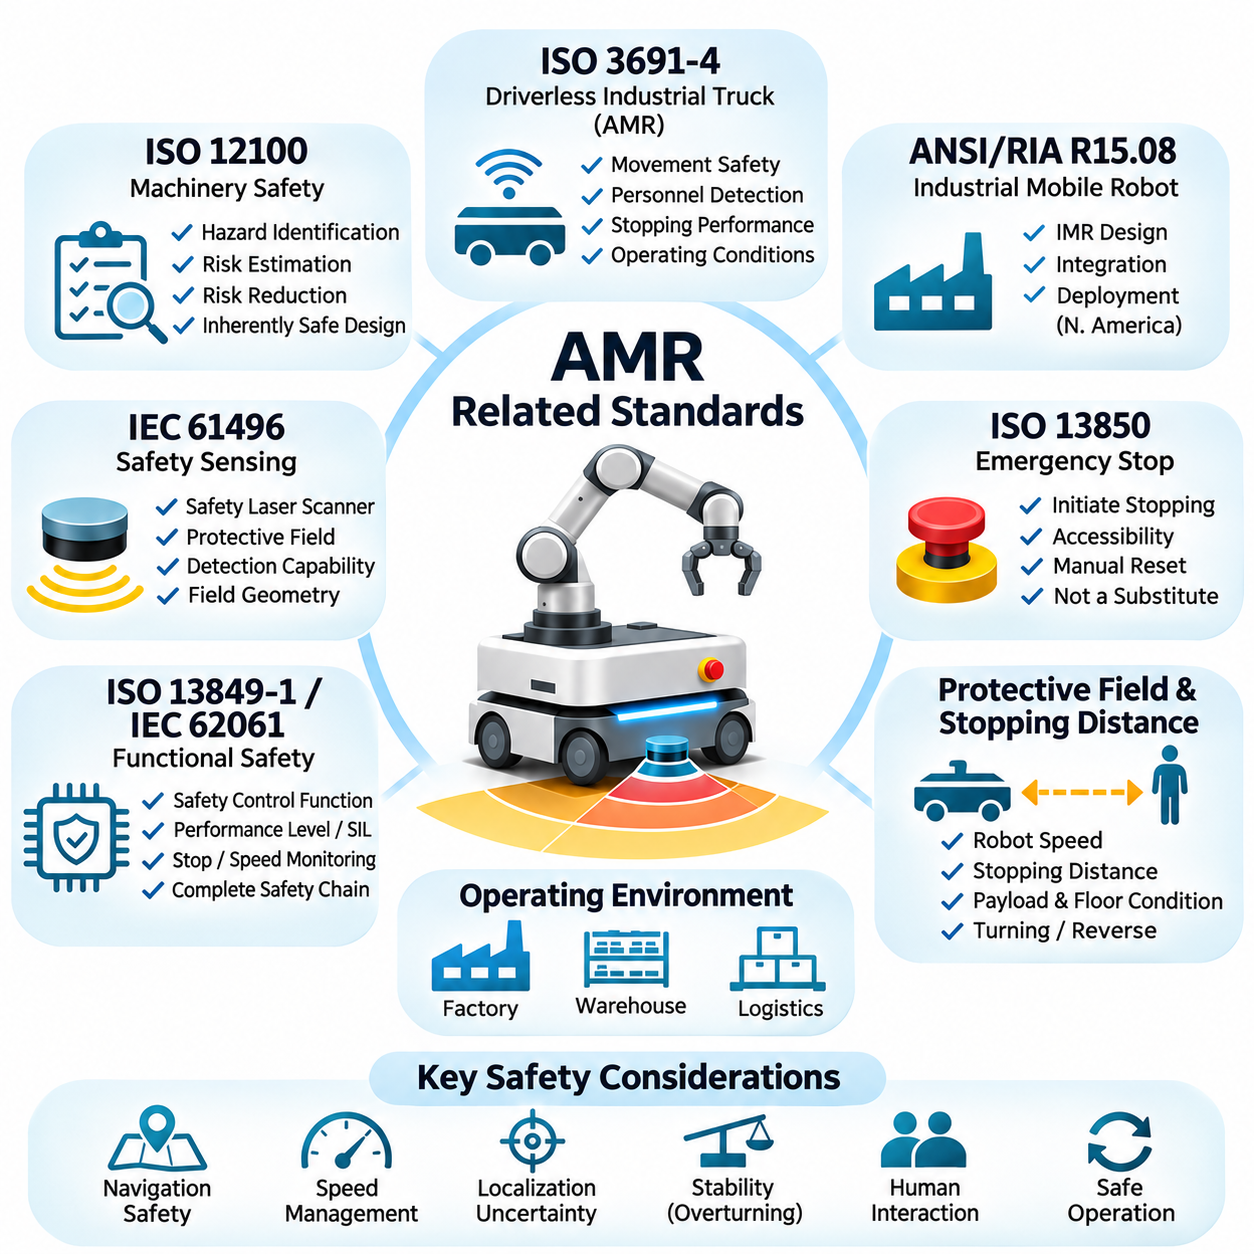 ISO 3691-4
Driverless Industrial Truck
(AMR)
Movement Safety
Personnel Detection
Stopping Performance
Operating Conditions
ISO 12100
Machinery Safety
Hazard Identification
Risk Estimation
Risk Reduction
Inherently Safe Design
ANSI/RIA R15.08
Industrial Mobile Robot
IMR Design
Integration
Deployment
(N. America)
AMR
Related Standards
IEC 61496
Safety Sensing
Safety Laser Scanner
Protective Field
Detection Capability
Field Geometry
ISO 13850
Emergency Stop
Initiate Stopping
Accessibility
Manual Reset
Not a Substitute
ISO 13849-1 /
IEC 62061
Functional Safety
Safety Control Function
Performance Level / SIL
Stop / Speed Monitoring
Complete Safety Chain
Protective Field &
Stopping Distance
Robot Speed
Stopping Distance
Payload & Floor Condition
Turning / Reverse
Operating Environment
Factory
Warehouse
Logistics
Key Safety Considerations
Navigation
Safety
Speed
Management
Localization
Uncertainty
Stability
(Overturning)
Human
Interaction
Safe
Operation